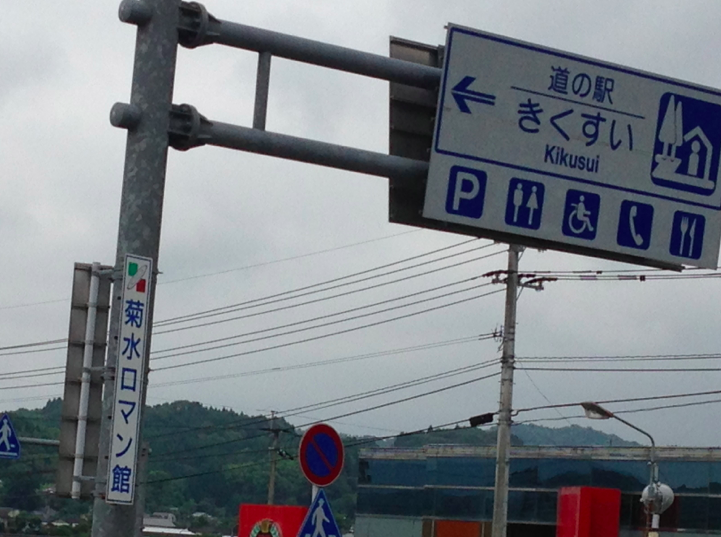 道の駅
きくすい
Kikusui
P
菊水ロマン館